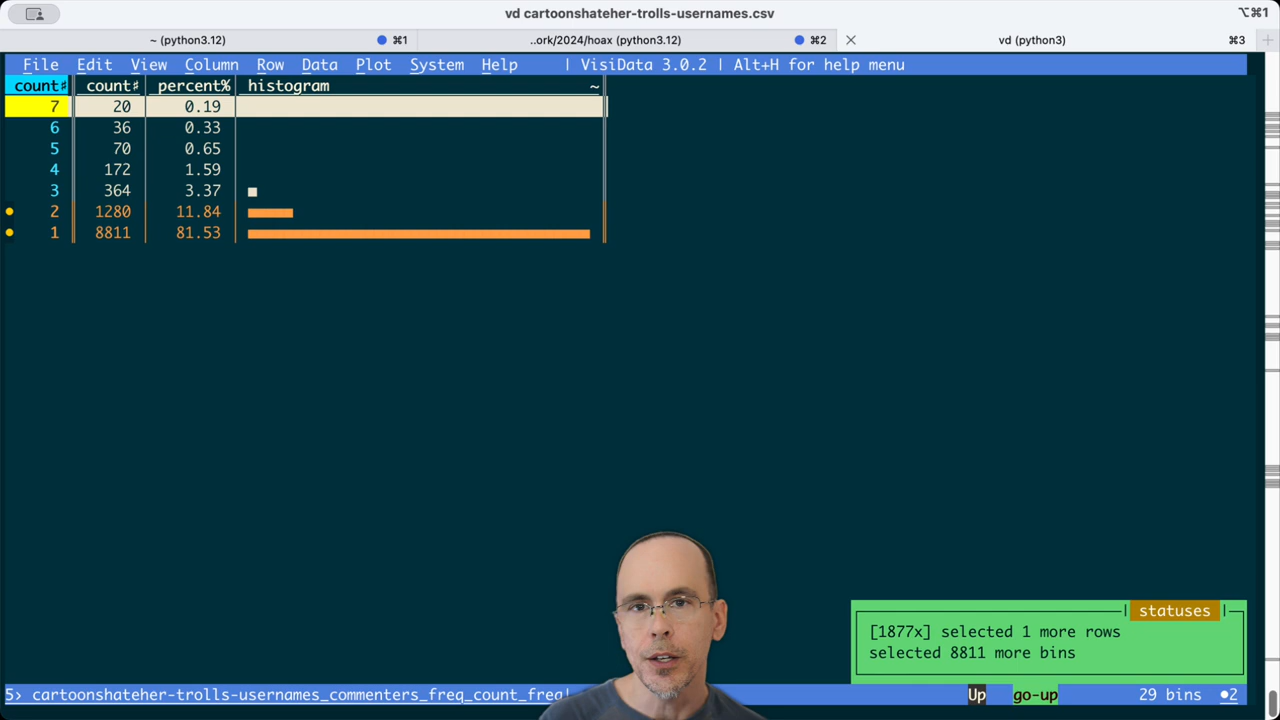 vd cartoonshateher-trolls-usernames.csv
⌥⌘1
~ (python3.12) ⌘1
..ork/2024/hoax (python3.12) ⌘2
vd (python3) ⌘3
File Edit View Column Row Data Plot System Help | VisiData 3.0.2 | Alt+H for help menu
count♯ count♯ percent% histogram ~
7 20 0.19
6 36 0.33
5 70 0.65
4 172 1.59
3 364 3.37
2 1280 11.84
1 8811 81.53
statuses
[1877x] selected 1 more rows
selected 8811 more bins
5› cartoonshateher-trolls-usernames_commenters_freq_count_freq| Up go-up 29 bins •2